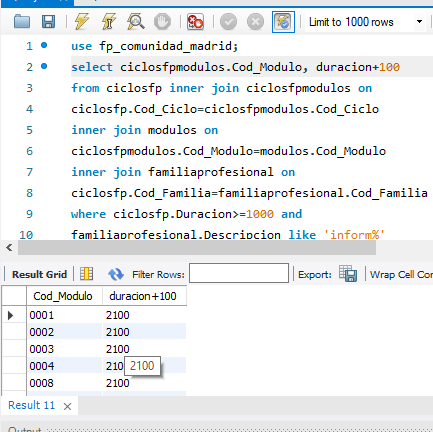 Limit to 1000 rows
1 use fp_comunidad_madrid;
2 select ciclosfpmodulos.Cod_Modulo, duracion+100
3 from ciclosfp inner join ciclosfpmodulos on
4 ciclosfp.Cod_Ciclo=ciclosfpmodulos.Cod_Ciclo
5 inner join modulos on
6 ciclosfpmodulos.Cod_Modulo=modulos.Cod_Modulo
7 inner join familiaprofesional on
8 ciclosfp.Cod_Familia=familiaprofesional.Cod_Familia
9 where ciclosfp.Duracion>=1000 and
10 familiaprofesional.Descripcion like 'inform%'
Result Grid Filter Rows: Export: Wrap Cell Con
Cod_Modulo duracion+100
0001 2100
0002 2100
0003 2100
0004 210
2100
0008 2100
Result 11
Output